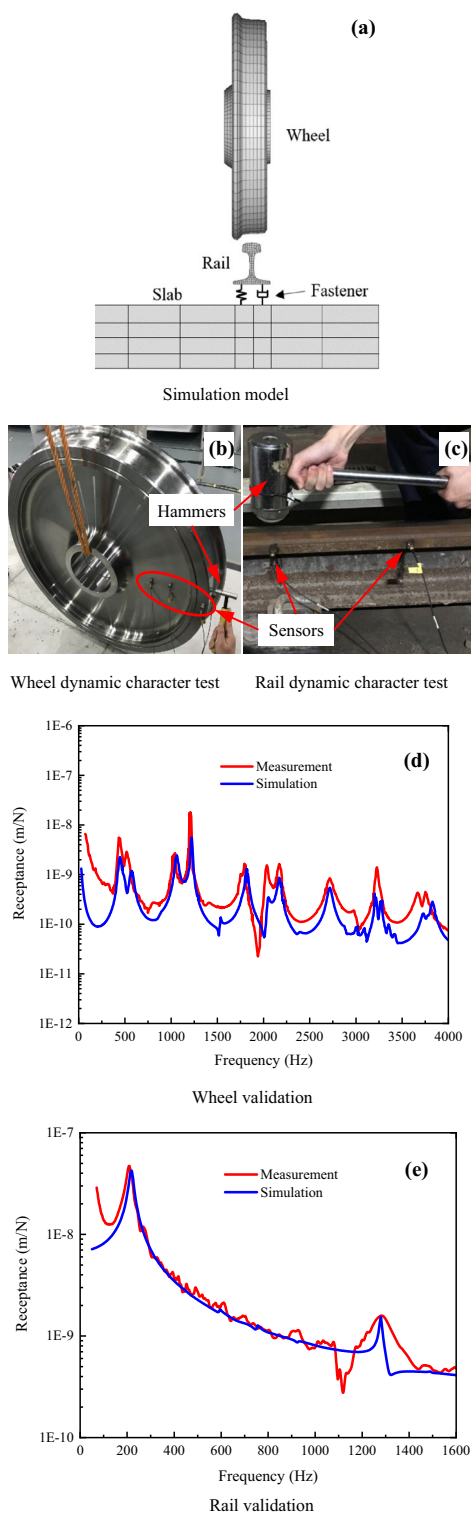 (a)
Wheel
Rail
Slab
Fastener
Simulation model
(b)
(c)
Hammers
Sensors
Wheel dynamic character test
Rail dynamic character test
1E-6
(d)
Measurement
Simulation
1E-7
1E-8
1E-9
1E-10
1E-11
1E-12
Receptance (m/N)
0 500 1000 1500 2000 2500 3000 3500 4000
Frequency (Hz)
Wheel validation
1E-7
(e)
Measurement
Simulation
1E-8
1E-9
1E-10
Receptance (m/N)
0 200 400 600 800 1000 1200 1400 1600
Frequency (Hz)
Rail validation